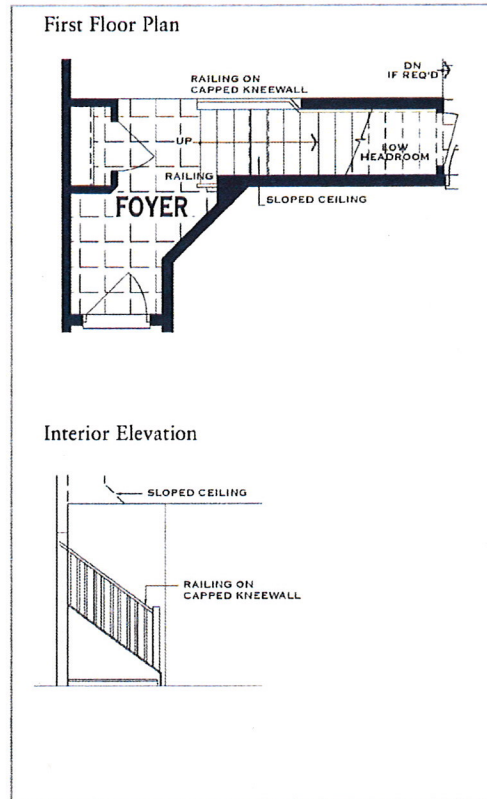 First Floor Plan
DN
IF REQ'D
RAILING ON
CAPPED KNEEWALL
UP
LOW
HEADROOM
RAILING
SLOPED CEILING
FOYER
Interior Elevation
SLOPED CEILING
RAILING ON
CAPPED KNEEWALL